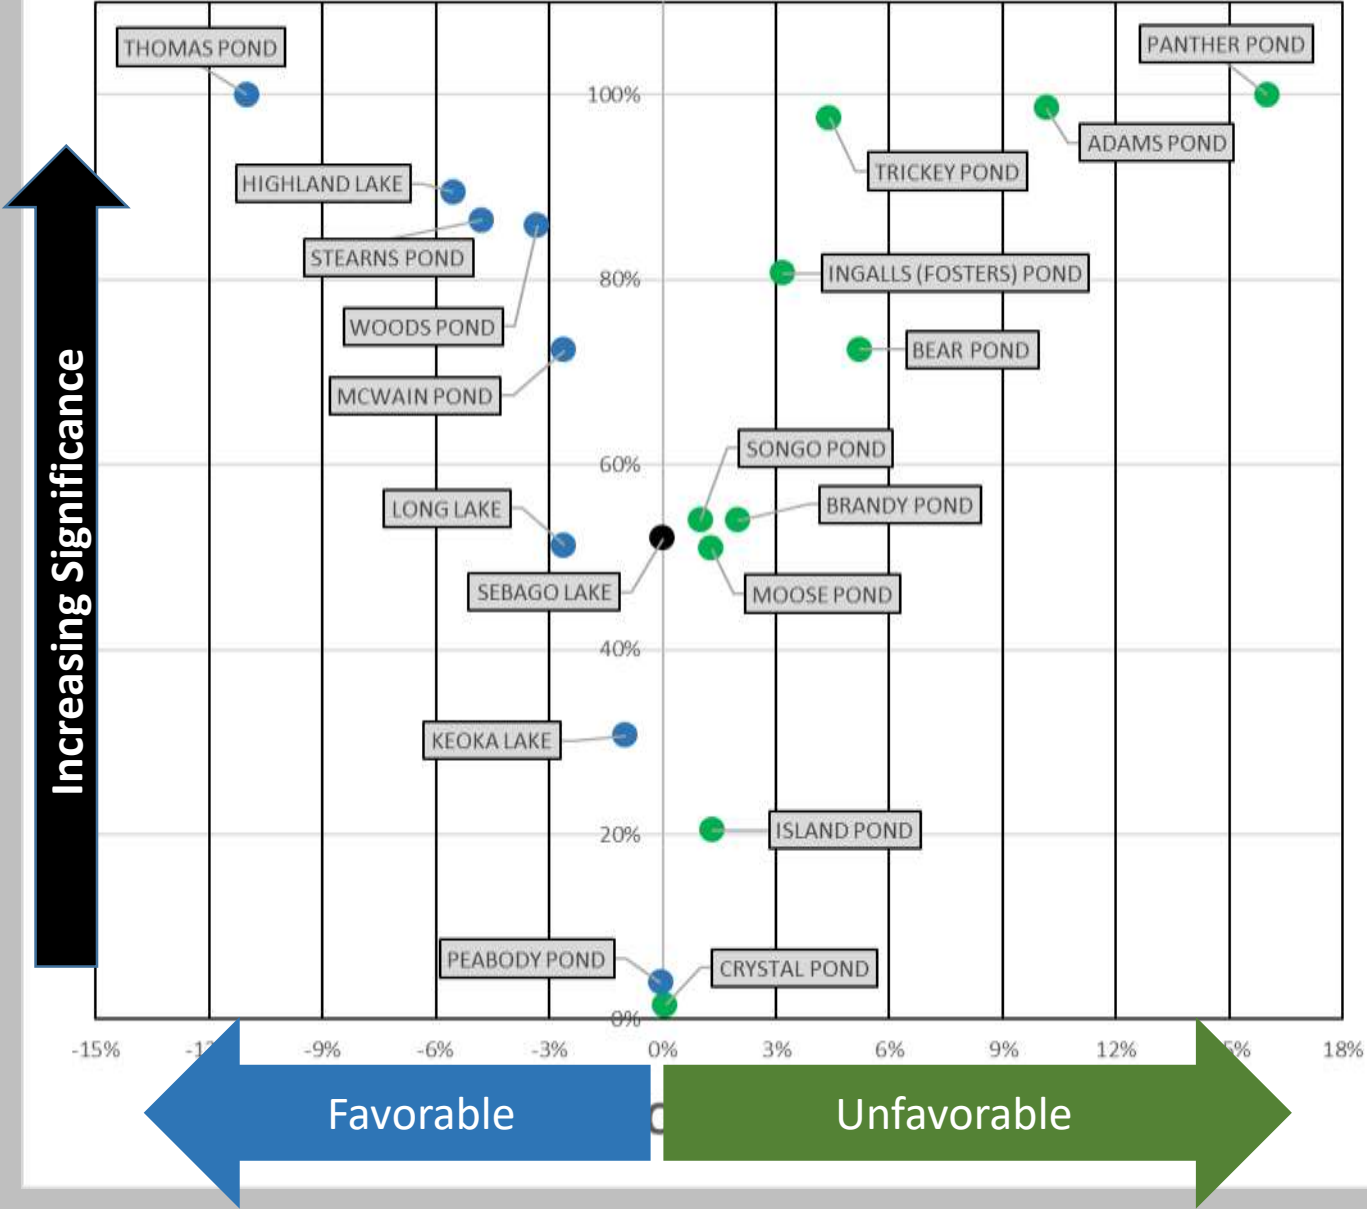 THOMAS POND
PANTHER POND
100%
ADAMS POND
TRICKEY POND
HIGHLAND LAKE
STEARNS POND
INGALLS (FOSTERS) POND
80%
WOODS POND
BEAR POND
MCWAIN POND
SONGO POND
60%
LONG LAKE
BRANDY POND
SEBAGO LAKE
MOOSE POND
40%
KEOKA LAKE
20%
ISLAND POND
PEABODY POND
CRYSTAL POND
0%
Increasing Significance
-15% -9% -6% -3% 0% 3% 6% 9% 12% 18%
Favorable
Unfavorable